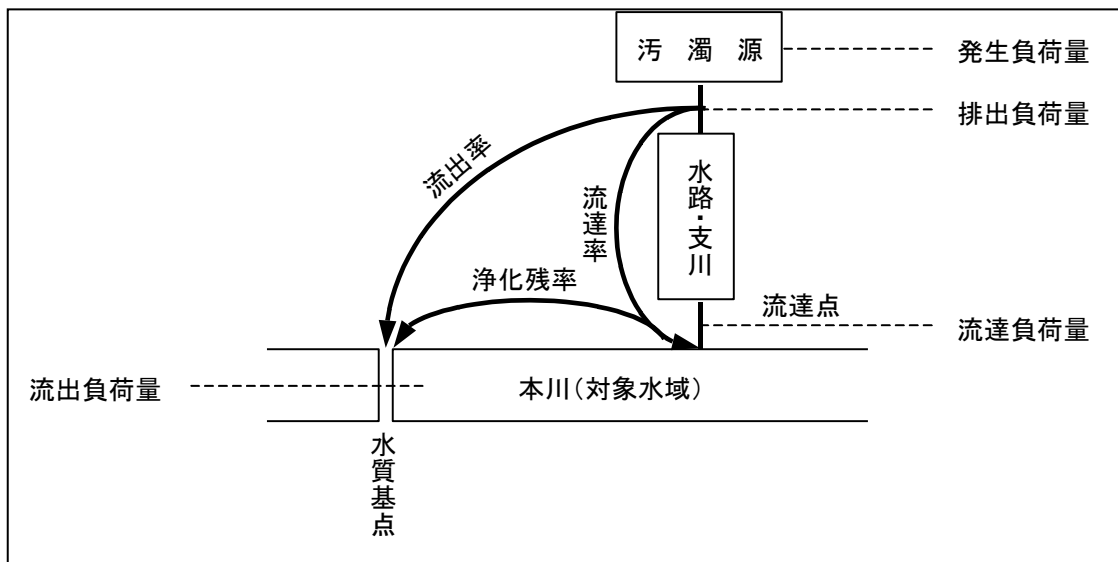 汚濁源
発生負荷量
排出負荷量
流出率
流達率
水路・支川
浄化残率
流達点
流達負荷量
流出負荷量
本川(対象水域)
水質基点